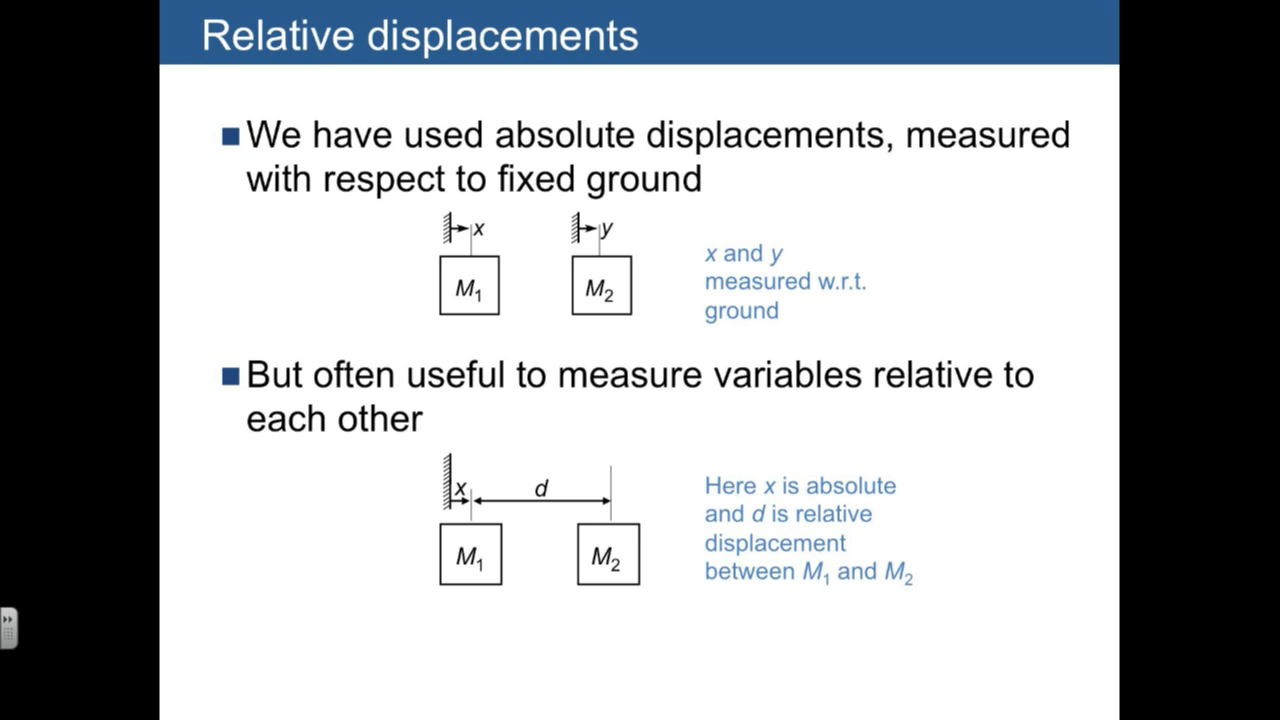 Relative displacements
We have used absolute displacements, measured
with respect to fixed ground
x
y
M1
M2
x and y
measured w.r.t.
ground
But often useful to measure variables relative to
each other
x
d
M1
M2
Here x is absolute
and d is relative
displacement
between M1 and M2